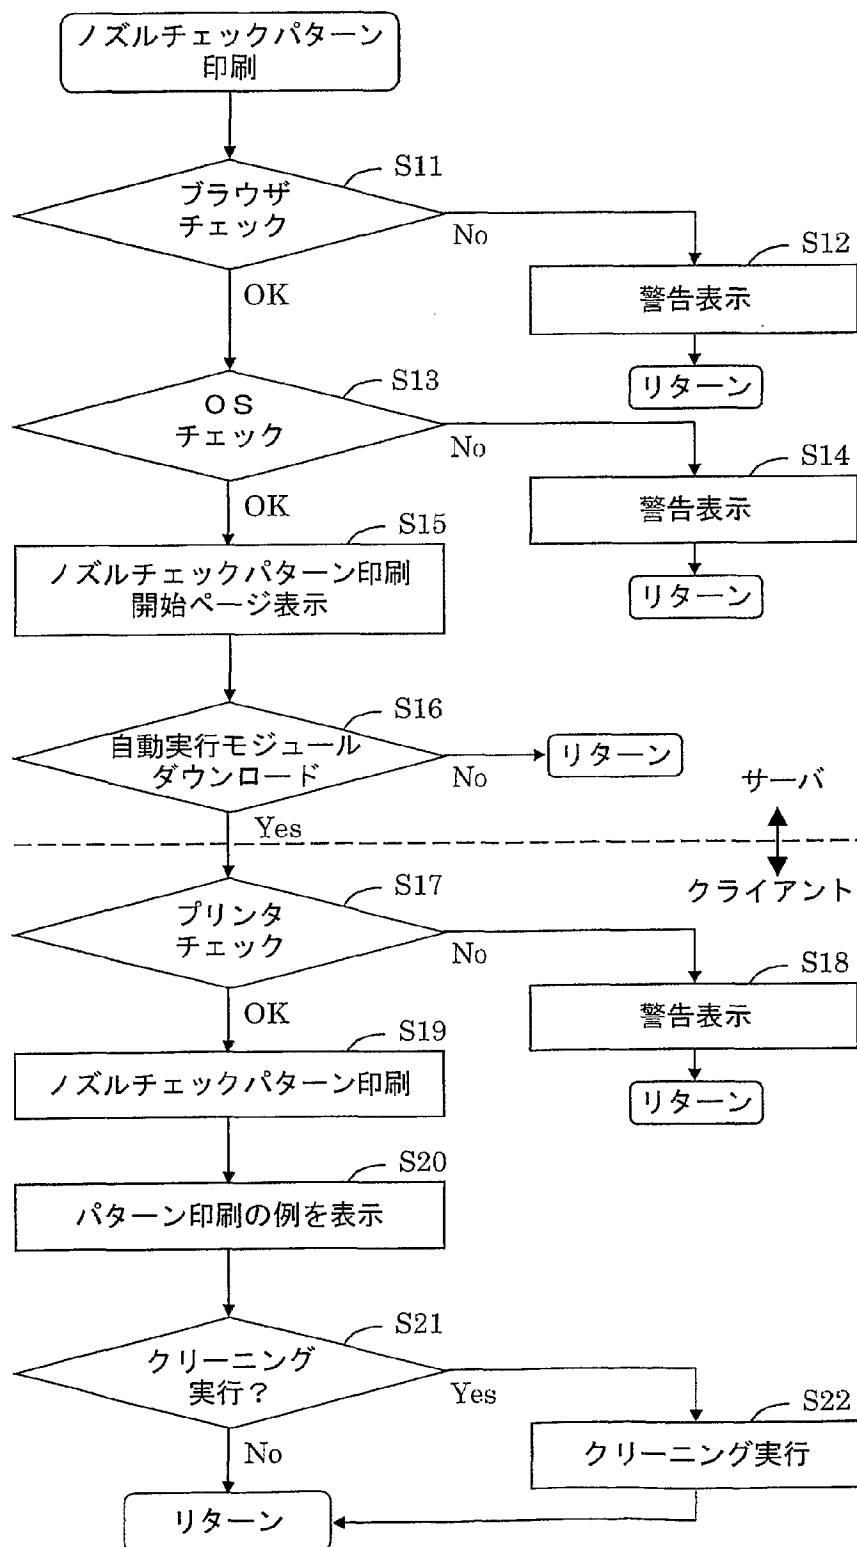 ノズルチェックパターン
印刷
S11
ブラウザ
チェック
No
S12
警告表示
OK
リターン
S13
ＯＳ
チェック
No
S14
警告表示
OK
リターン
S15
ノズルチェックパターン印刷
開始ページ表示
S16
自動実行モジュール
ダウンロード
No
リターン
サーバ
Yes
クライアント
S17
プリンタ
チェック
No
S18
警告表示
OK
リターン
S19
ノズルチェックパターン印刷
S20
パターン印刷の例を表示
S21
クリーニング
実行？
Yes
S22
クリーニング実行
No
リターン